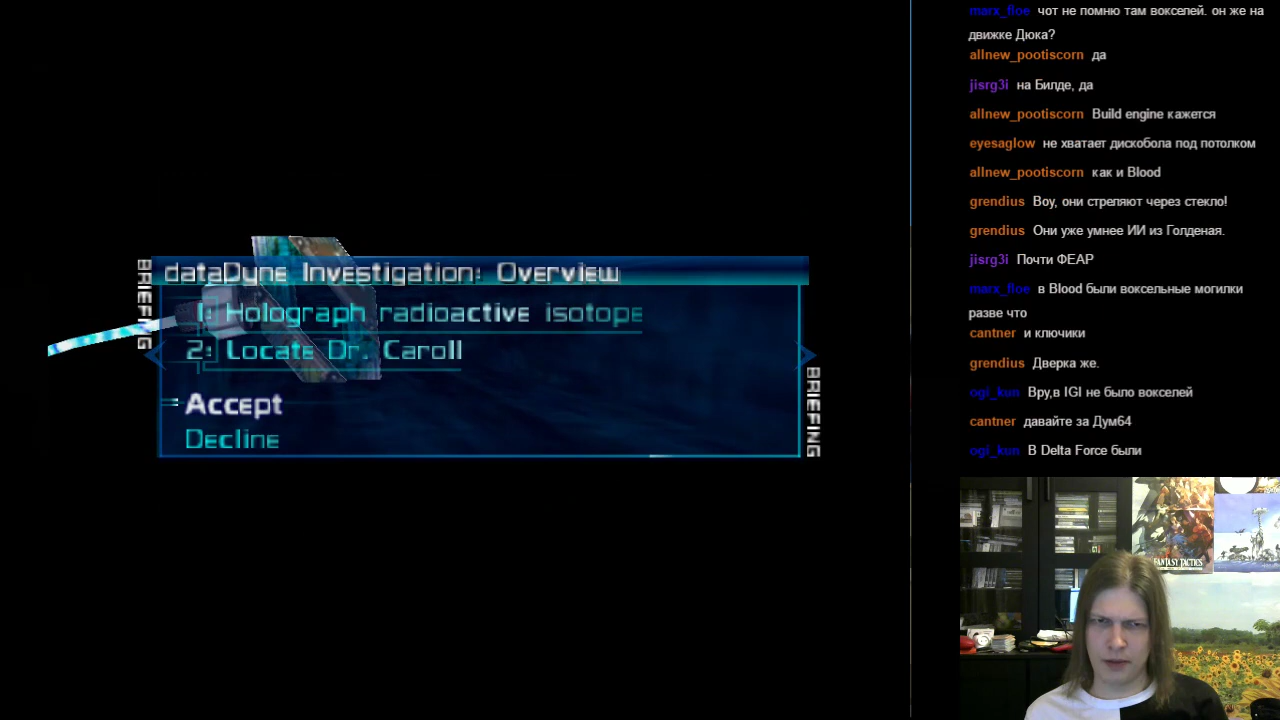 BRIEFING
dataDyne Investigation: Overview
1: Holograph radioactive isotope
2: Locate Dr. Caroll
Accept
Decline
BRIEFING
marx_floe чот не помню там вокселей. он же на
движке Дюка?
allnew_pootiscorn да
jisrg3i на Билде, да
allnew_pootiscorn Build engine кажется
eyesaglow не хватает дискобола под потолком
allnew_pootiscorn как и Blood
grendius Воу, они стреляют через стекло!
grendius Они уже умнее ИИ из Голденая.
jisrg3i Почти ФЕАР
marx_floe в Blood были воксельные могилки
разве что
cantner и ключики
grendius Дверка же.
ogi_kun Вру,в IGI не было вокселей
cantner давайте за Дум64
ogi_kun В Delta Force были
FANTASY TACTICS